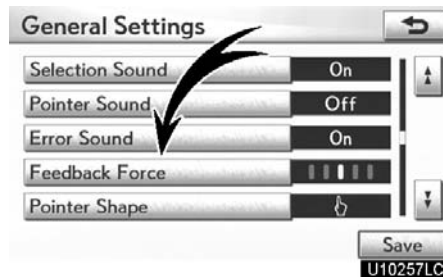 General Settings
Selection Sound On
Pointer Sound Off
Error Sound On
Feedback Force
Pointer Shape
Save
U10257LC